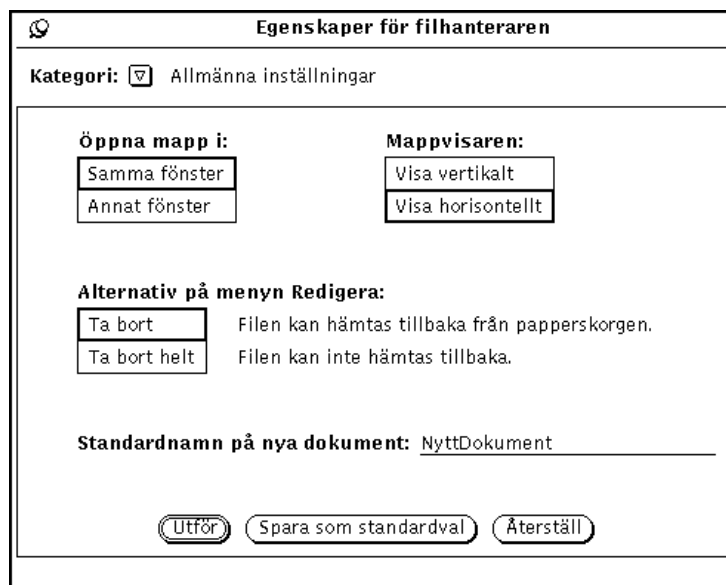 Egenskaper för filhanteraren
Kategori: Allmänna inställningar
Öppna mapp i: Mappvisaren:
Samma fönster Visa vertikalt
Annat fönster Visa horisontellt
Alternativ på menyn Redigera:
Ta bort Filen kan hämtas tillbaka från papperskorgen.
Ta bort helt Filen kan inte hämtas tillbaka.
Standardnamn på nya dokument: NyttDokument
Utför Spara som standardval Återställ